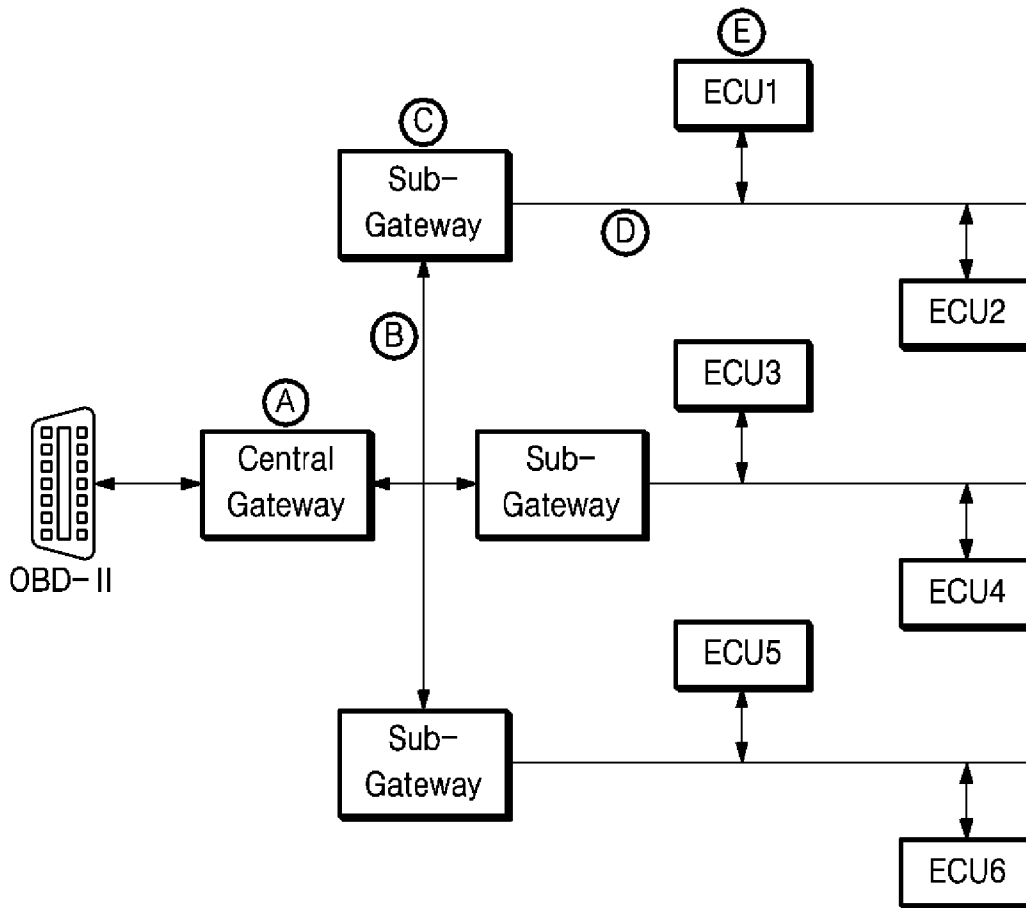 E
ECU1
C
Sub-
Gateway
D
ECU2
B
ECU3
A
Central
Gateway
Sub-
Gateway
OBD-II
ECU4
ECU5
Sub-
Gateway
ECU6